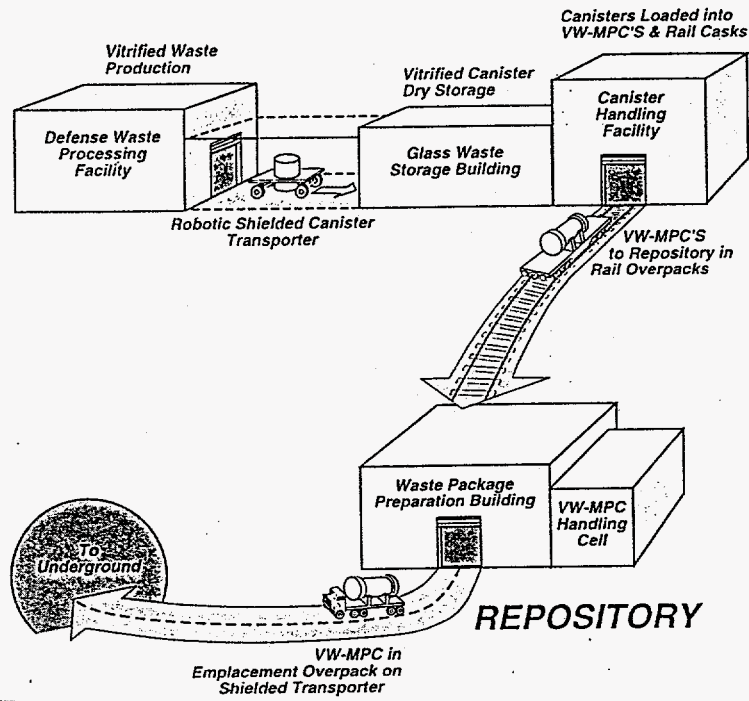 Canisters Loaded into
VW-MPC'S & Rail Casks
Vitrified Waste
Production
Vitrified Canister
Dry Storage
Canister
Handling
Facility
Defense Waste
Processing
Facility
Glass Waste
Storage Building
Robotic Shielded Canister
Transporter
VW-MPC'S
to Repository in
Rail Overpacks
Waste Package
Preparation Building
VW-MPC
Handling
Cell
To
Underground
REPOSITORY
VW-MPC in
Emplacement Overpack on
Shielded Transporter